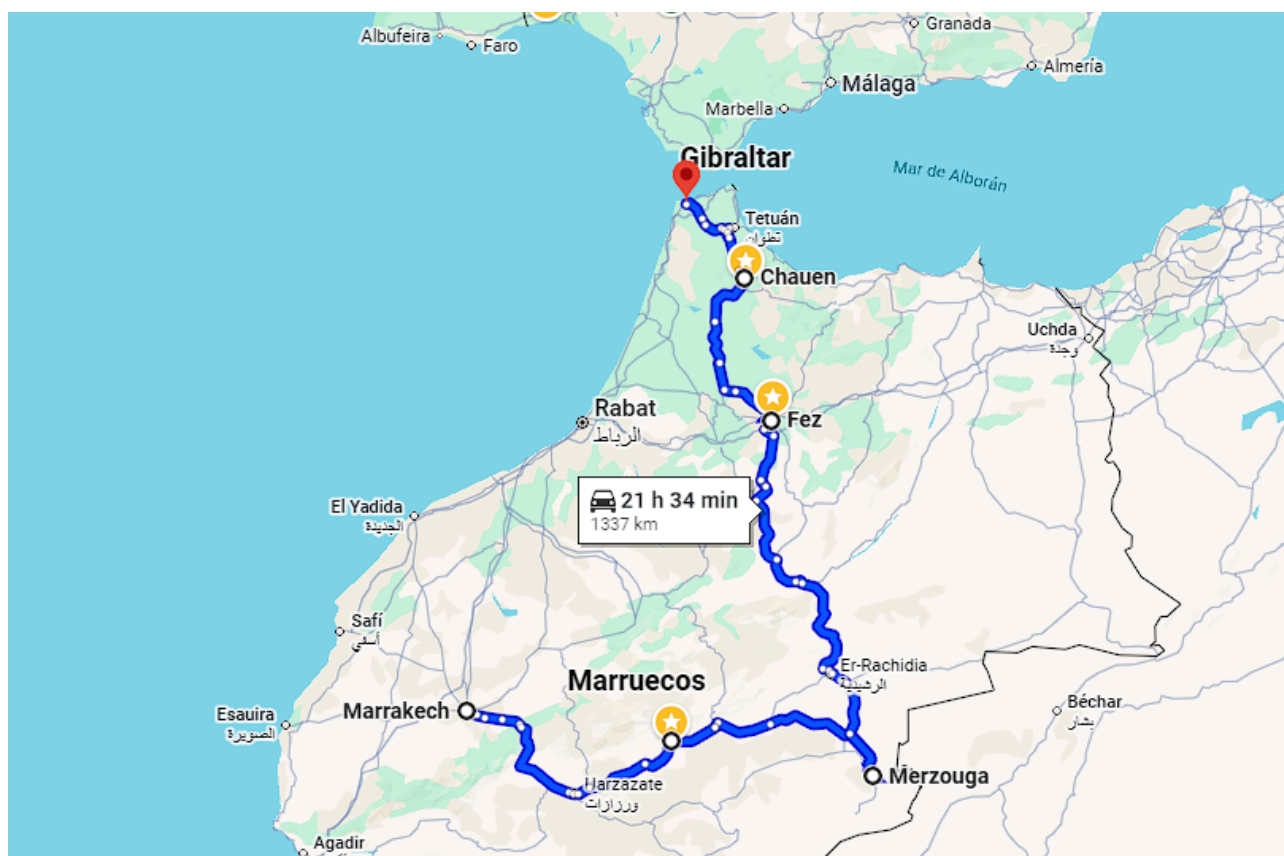 Granada
Albufeira
Faro
Almería
Málaga
Marbella
Gibraltar
Mar de Alborán
Tetuán
تطوان
Chauen
Uchda
وجدة
Rabat
الرباط
Fez
21 h 34 min
1337 km
El Yadida
الجديدة
Safí
آسفي
Er-Rachidia
الرشيدية
Marruecos
Béchar
بشار
Marrakech
Esauira
الصويرة
Merzouga
Uarzazate
ورزازات
Agadir